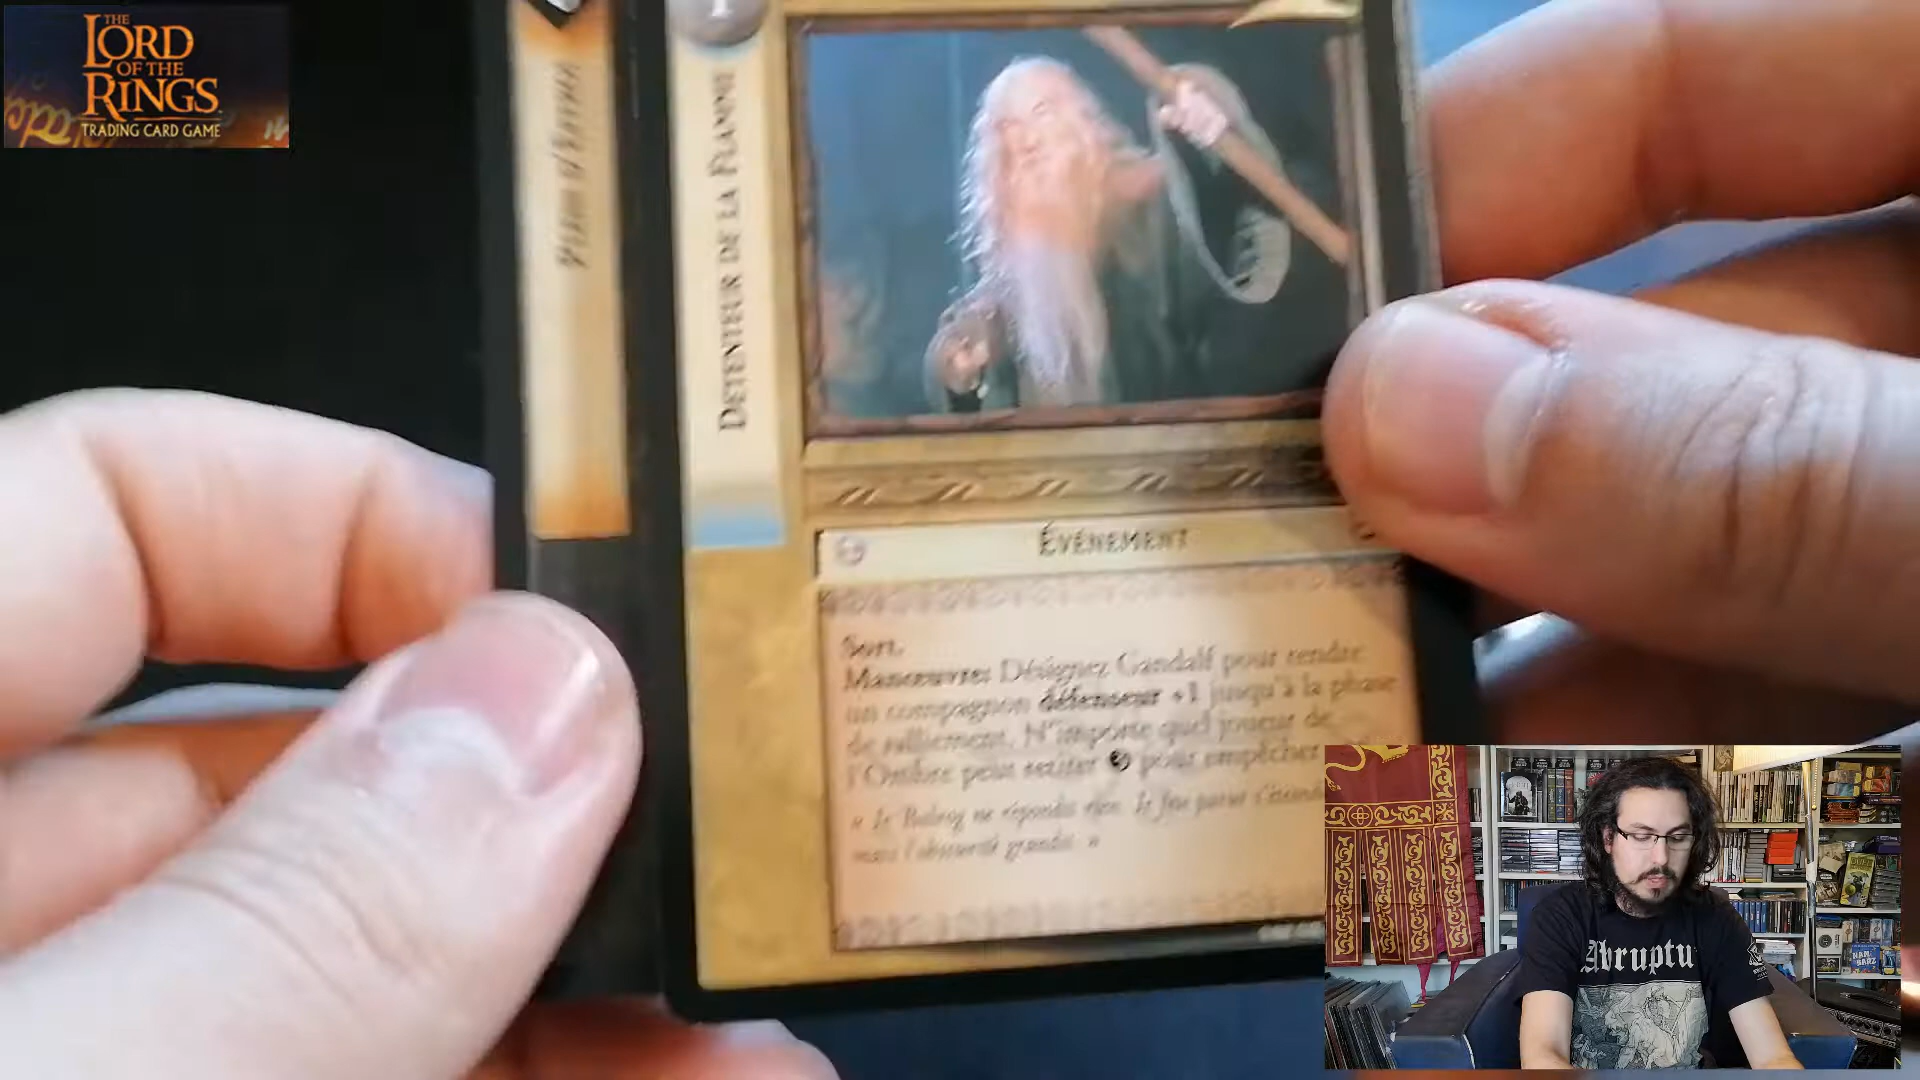 THE
LORD
OF THE
RINGS
TRADING CARD GAME
DÉTENTEUR DE LA FLAMME
ÉVÉNEMENT
Sort.
Manœuvre: Désignez Gandalf pour rendre
un compagnon défenseur +1 jusqu'à la phase
de ralliement. N'importe quel joueur de
l'Ombre peut retirer pour empêcher
« Le Balrog ne répondit rien. Le feu parut s'éteindre
mais l'obscurité grandit. »
Abruptu